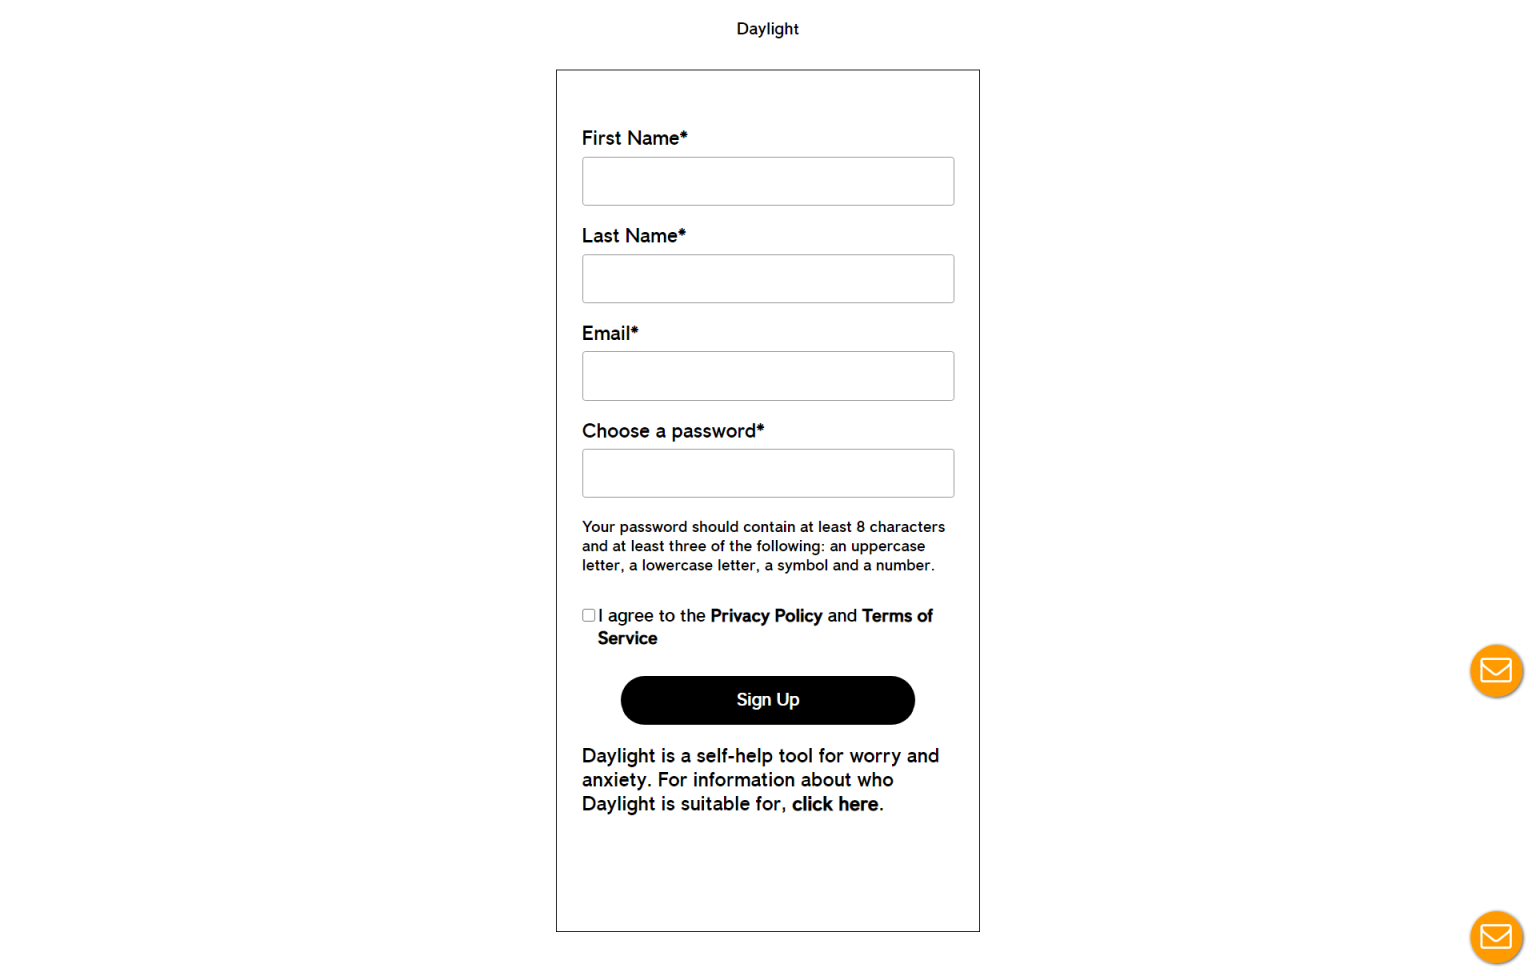 Daylight
First Name*
Last Name*
Email*
Choose a password*
Your password should contain at least 8 characters
and at least three of the following: an uppercase
letter, a lowercase letter, a symbol and a number.
I agree to the Privacy Policy and Terms of
Service
Sign Up
Daylight is a self-help tool for worry and
anxiety. For information about who
Daylight is suitable for, click here.